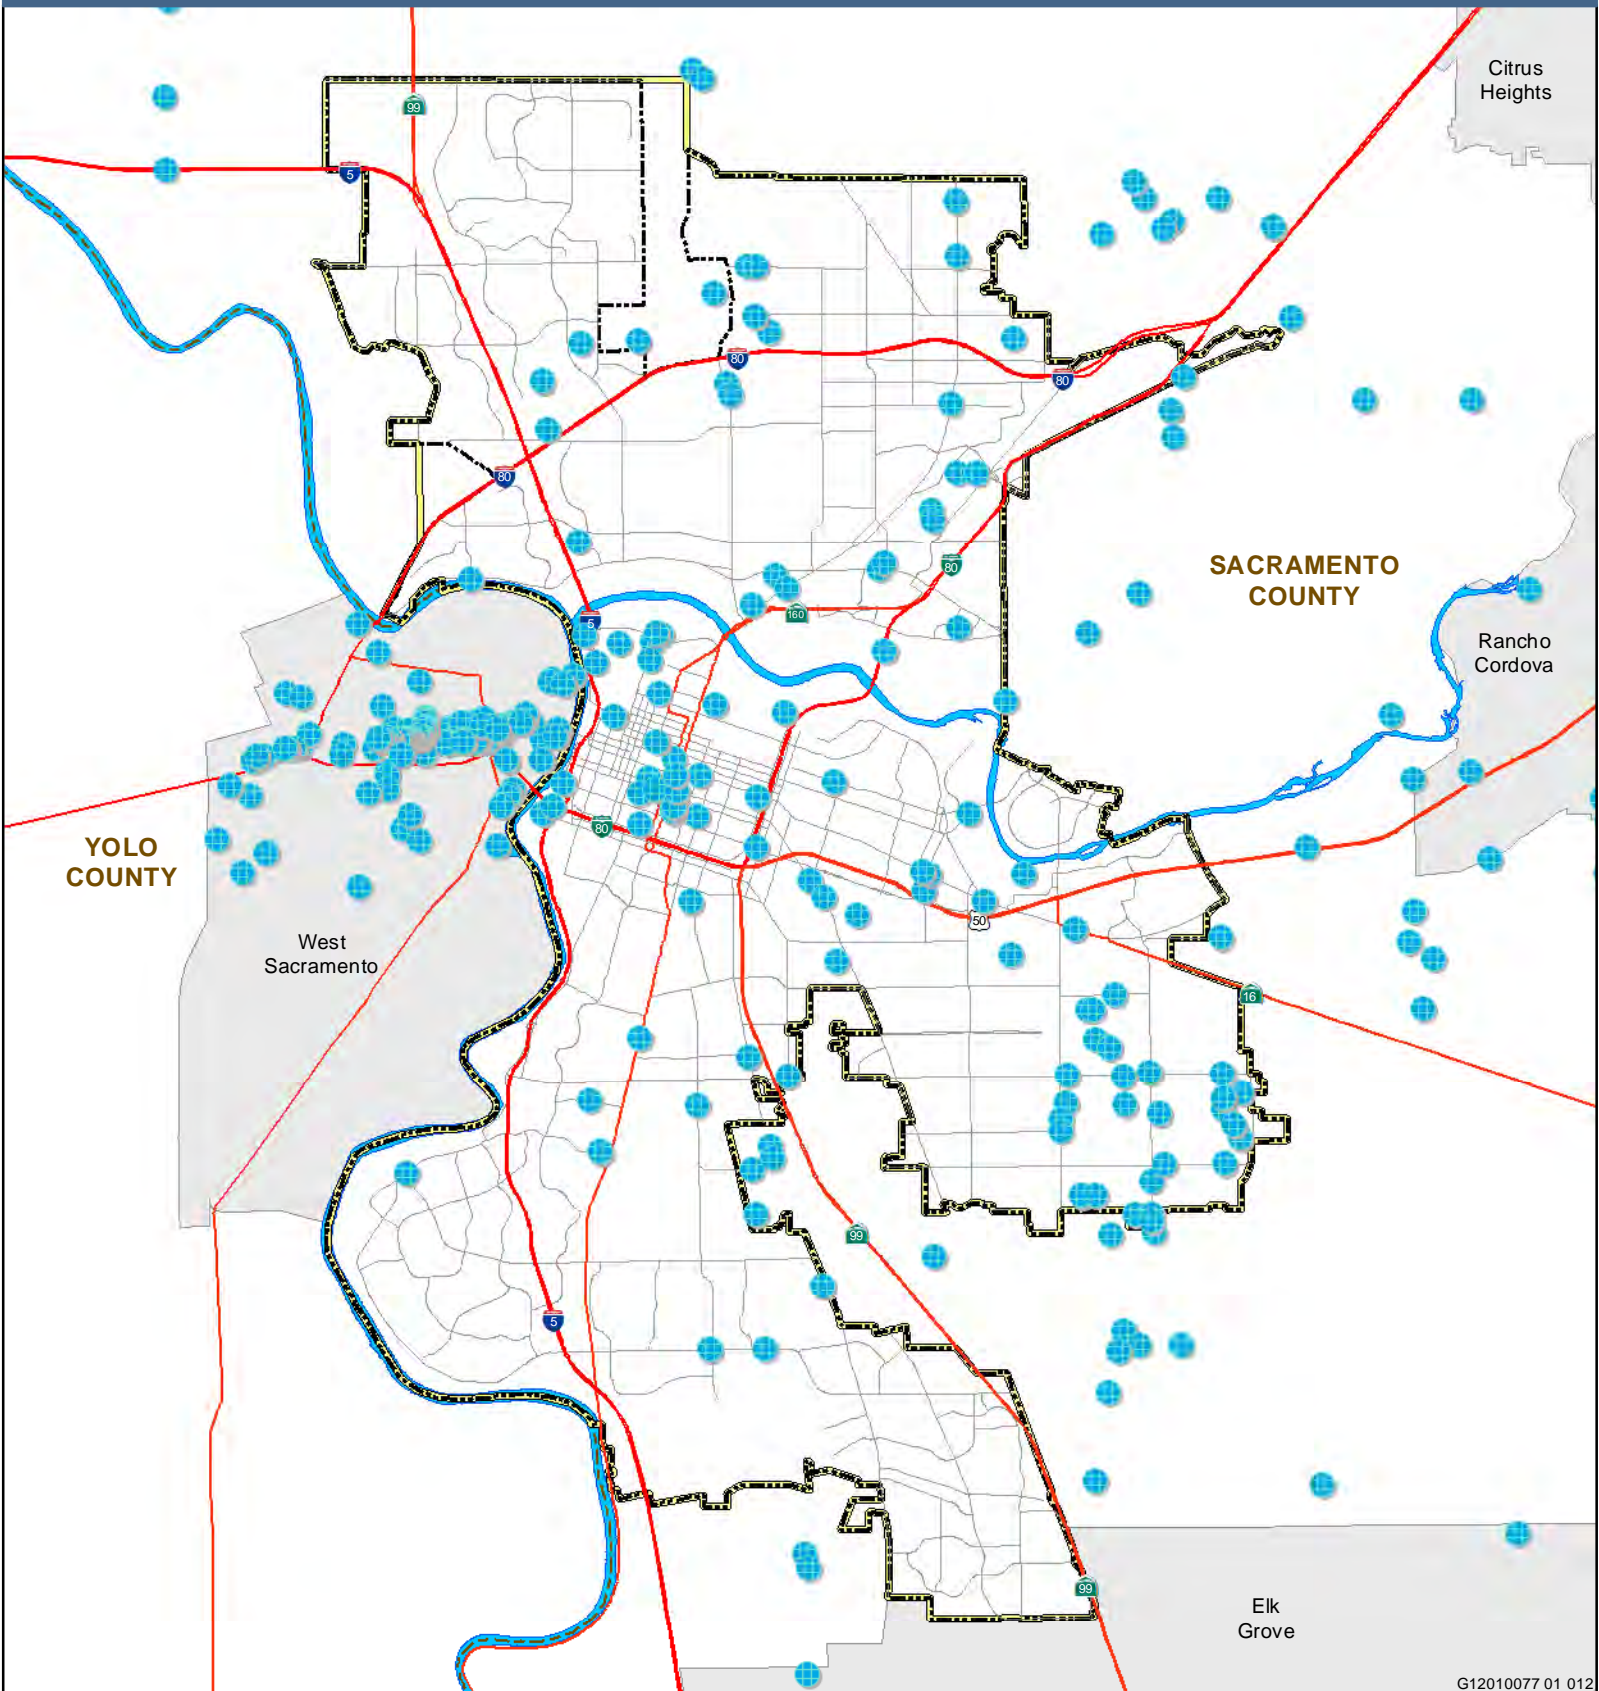 Citrus
Heights
99
5
80
80
80
80
SACRAMENTO
COUNTY
5
160
Rancho
Cordova
YOLO
COUNTY
80
50
West
Sacramento
16
99
5
99
Elk
Grove
G12010077 01 012